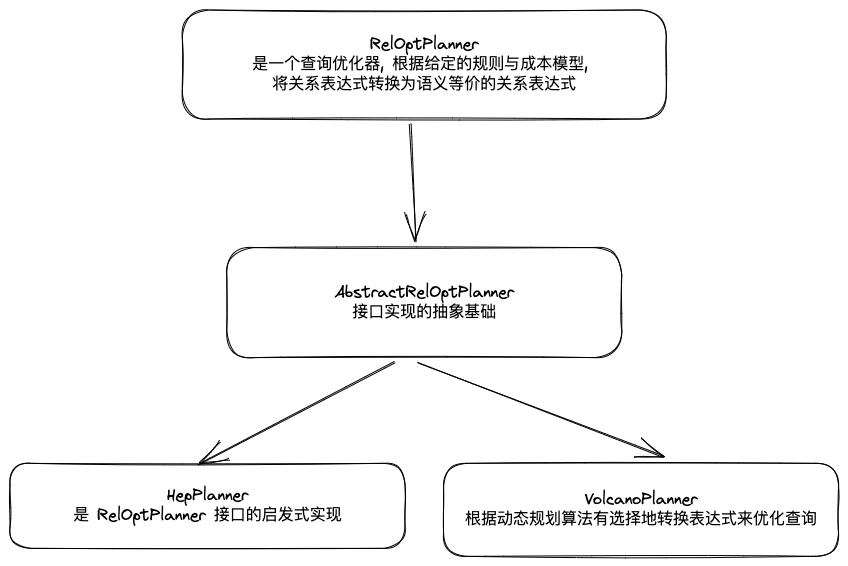 RelOptPlanner
是一个查询优化器, 根据给定的规则与成本模型,
将关系表达式转换为语义等价的关系表达式
AbstractRelOptPlanner
接口实现的抽象基础
HepPlanner
是 RelOptPlanner 接口的启发式实现
VolcanoPlanner
根据动态规划算法有选择地转换表达式来优化查询